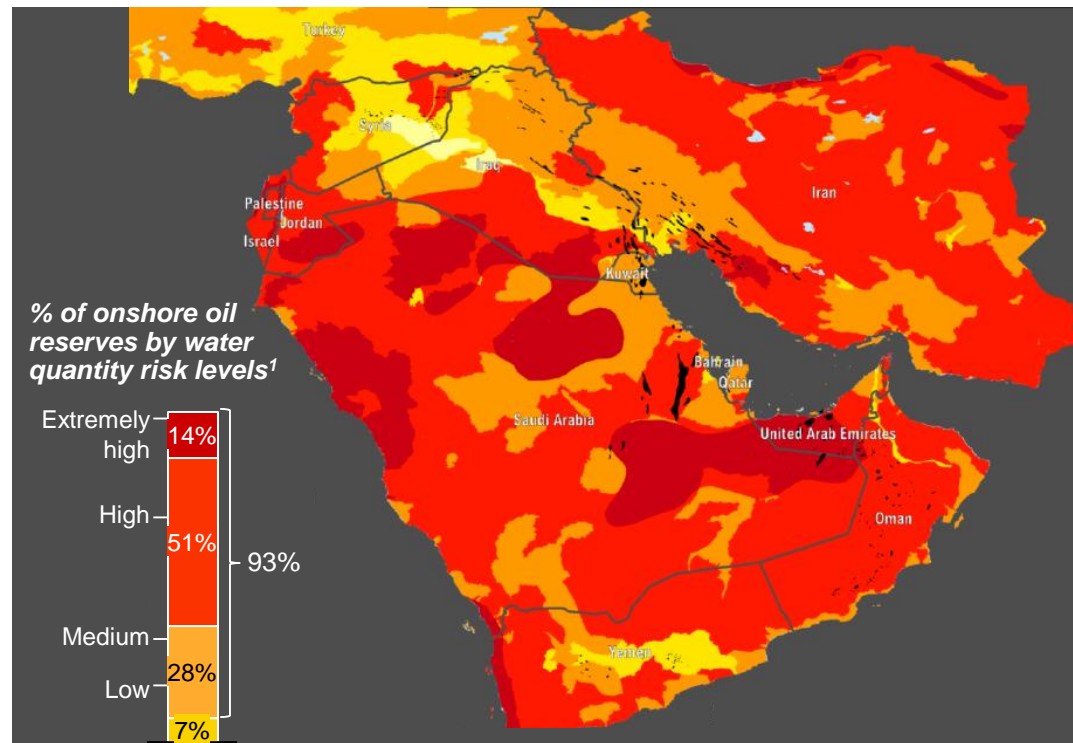 Turkey
Syria
Iraq
Iran
Palestine
Jordan
Israel
Kuwait
% of onshore oil
reserves by water
quantity risk levels¹
Bahrain
Qatar
Saudi Arabia
United Arab Emirates
Oman
Yemen
Extremely
high
14%
High
51%
93%
Medium
28%
Low
7%